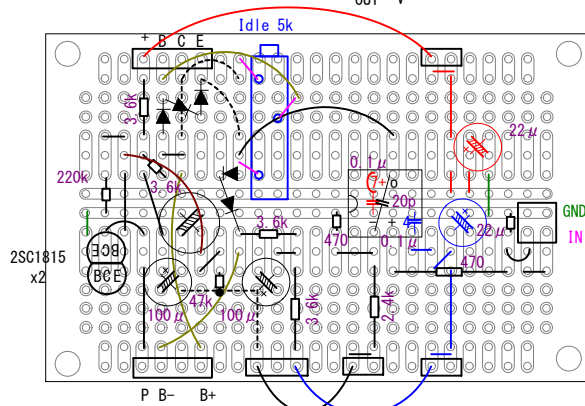 OUT V
Idle 5k
+ B C E
3.6k
22μ
0.1μ
220k
3.6k
+ o
20p
-
GND
3.6k
470
0.1μ
22μ
IN
2SC1815
x2
BCE
BCE
470
47k
100μ
100μ
3.6k
2.4k
P B- B+